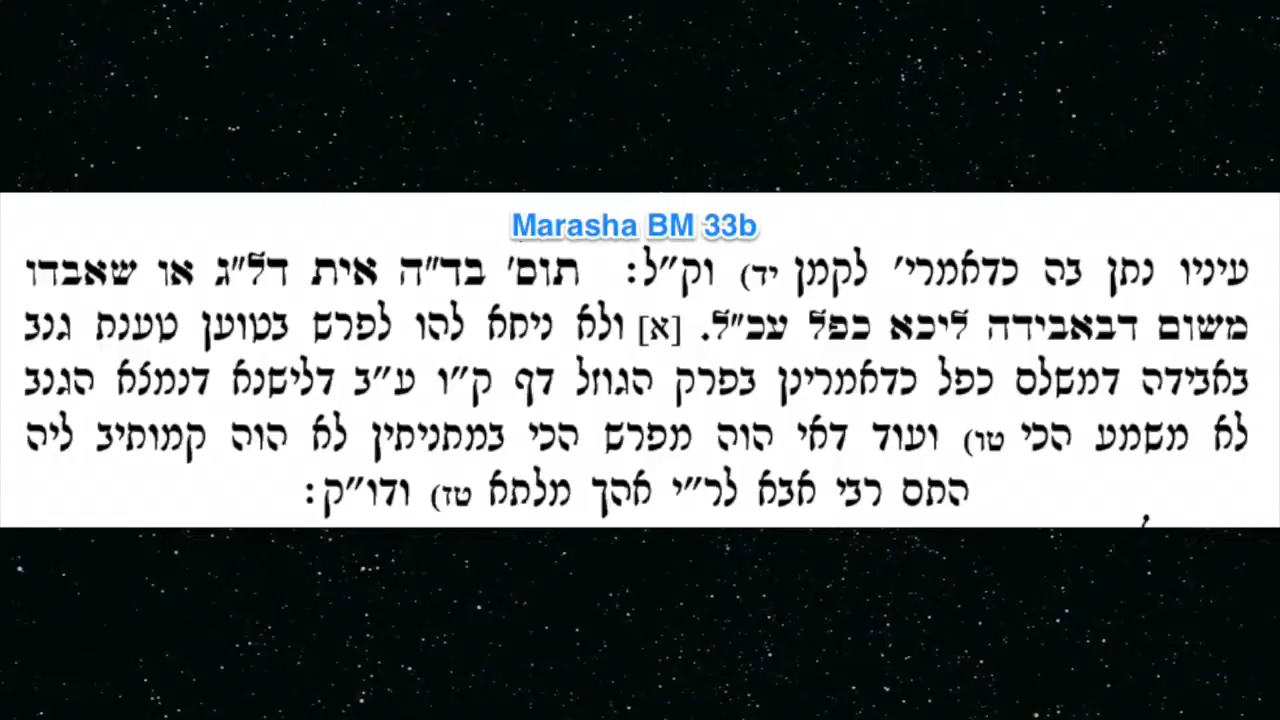 Marasha BM 33b
עיניו נתן בה כדאמרי׳ לקמן יד) וק״ל: תוס׳ בד״ה אית דל״ג או שאבדו
משום דבאבידה ליכא כפל עכ״ל. [א] ולא ניחא להו לפרש בטוען טענת גנב
באבידה דמשלם כפל כדאמרינן בפרק הגוזל דף ק״ו ע״ב דלישנא דנמצא הגנב
לא משמע הכי טו) ועוד דאי הוה מפרש הכי במתניתין לא הוה קמותיב ליה
התם רבי אבא לר״י אהך מלתא טז) ודו״ק: